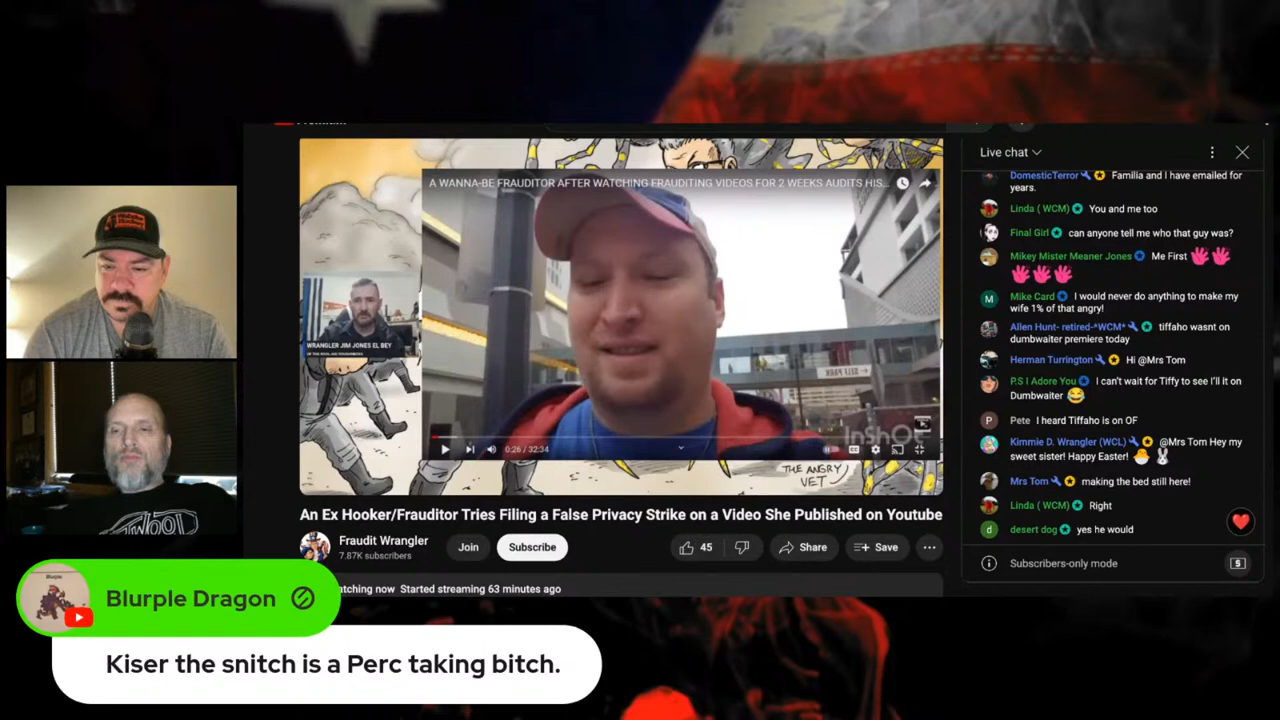 A WANNA-BE FRAUDITOR AFTER WATCHING FRAUDITING VIDEOS FOR 2 WEEKS AUDITS HIS...
WRANGLER JIM JONES EL BEY
SELF PARK
InShOt
0:26 / 32:34
THE ANGRY
VET
An Ex Hooker/Frauditor Tries Filing a False Privacy Strike on a Video She Published on Youtube
Fraudit Wrangler
7.87K subscribers
Join
Subscribe
45
Share
Save
watching now Started streaming 63 minutes ago
Live chat
DomesticTerror Familia and I have emailed for
years.
Linda ( WCM) You and me too
Final Girl can anyone tell me who that guy was?
Mikey Mister Meaner Jones Me First
M
Mike Card I would never do anything to make my
wife 1% of that angry!
Allen Hunt- retired-*WCM* tiffaho wasnt on
dumbwaiter premiere today
Herman Turrington Hi @Mrs Tom
P.S I Adore You I can't wait for Tiffy to see I'll it on
Dumbwaiter 😂
P
Pete I heard Tiffaho is on OF
Kimmie D. Wrangler (WCL) @Mrs Tom Hey my
sweet sister! Happy Easter!
Mrs Tom making the bed still here!
Linda ( WCM) Right
d
desert dog yes he would
Subscribers-only mode
Blurple Dragon
Kiser the snitch is a Perc taking bitch.